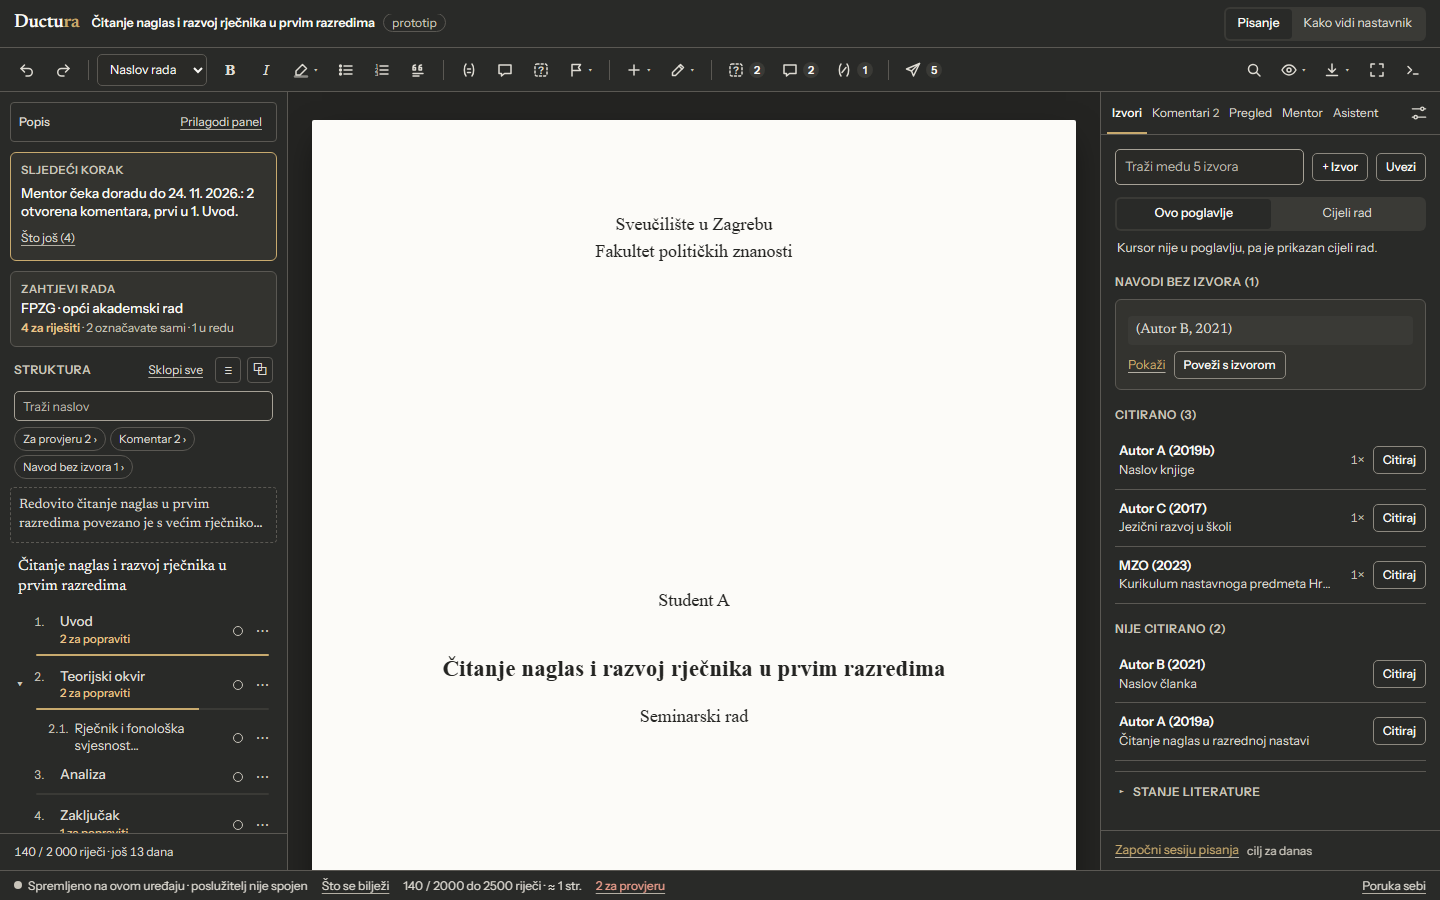 Ductura
Čitanje naglas i razvoj rječnika u prvim razredima
prototip
Pisanje
Kako vidi nastavnik
Naslov rada
B
I
2
2
1
5
Popis
Prilagodi panel
SLJEDEĆI KORAK
Mentor čeka doradu do 24. 11. 2026.: 2
otvorena komentara, prvi u 1. Uvod.
Što još (4)
ZAHTJEVI RADA
FPZG · opći akademski rad
4 za riješiti · 2 označavate sami · 1 u redu
STRUKTURA
Sklopi sve
Traži naslov
Za provjeru 2 ›
Komentar 2 ›
Navod bez izvora 1 ›
Redovito čitanje naglas u prvim
razredima povezano je s većim rječniko...
Čitanje naglas i razvoj rječnika u
prvim razredima
1. Uvod
2 za popraviti
2. Teorijski okvir
2 za popraviti
2.1. Rječnik i fonološka
svjesnost...
3. Analiza
4. Zaključak
1 za popraviti
140 / 2 000 riječi · još 13 dana
Sveučilište u Zagrebu
Fakultet političkih znanosti
Student A
Čitanje naglas i razvoj rječnika u prvim razredima
Seminarski rad
Izvori
Komentari 2
Pregled
Mentor
Asistent
Traži među 5 izvora
+ Izvor
Uvezi
Ovo poglavlje
Cijeli rad
Kursor nije u poglavlju, pa je prikazan cijeli rad.
NAVODI BEZ IZVORA (1)
(Autor B, 2021)
Pokaži
Poveži s izvorom
CITIRANO (3)
Autor A (2019b)
Naslov knjige
1×
Citiraj
Autor C (2017)
Jezični razvoj u školi
1×
Citiraj
MZO (2023)
Kurikulum nastavnoga predmeta Hr...
1×
Citiraj
NIJE CITIRANO (2)
Autor B (2021)
Naslov članka
Citiraj
Autor A (2019a)
Čitanje naglas u razrednoj nastavi
Citiraj
STANJE LITERATURE
Započni sesiju pisanja
cilj za danas
Spremljeno na ovom uređaju · poslužitelj nije spojen
Što se bilježi
140 / 2000 do 2500 riječi · ≈ 1 str.
2 za provjeru
Poruka sebi